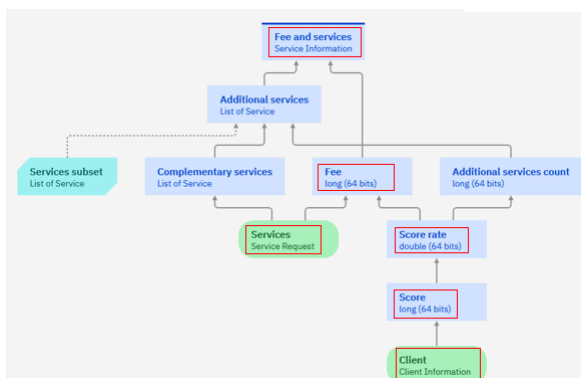 Fee and services
Service Information
Additional services
List of Service
Services subset
List of Service
Complementary services
List of Service
Fee
long (64 bits)
Additional services count
long (64 bits)
Services
Service Request
Score rate
double (64 bits)
Score
long (64 bits)
Client
Client Information